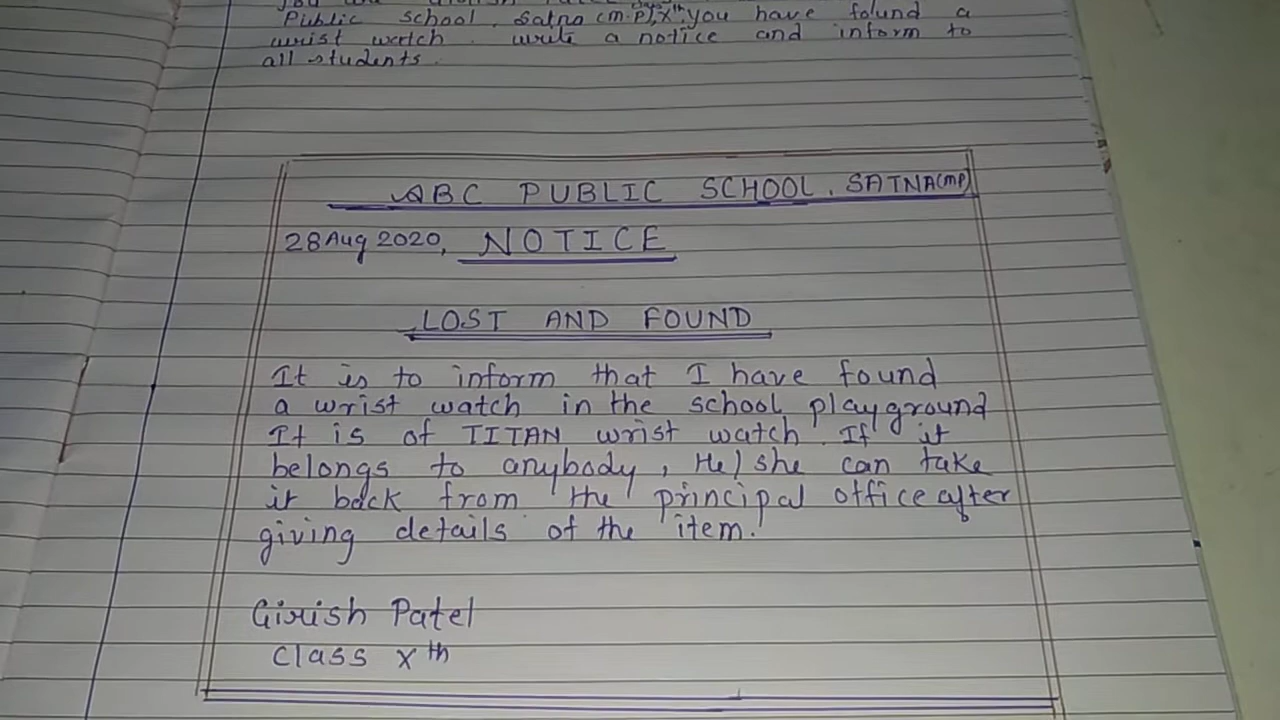 Public school, Satna (m.p), Xth. you have found a
wrist watch. write a notice and inform to
all students.
ABC PUBLIC SCHOOL, SATNA(MP)
28 Aug 2020, NOTICE
LOST AND FOUND
It is to inform that I have found
a wrist watch in the school playground
It is of TITAN wrist watch. If it
belongs to anybody, He/she can take
it back from the principal office after
giving details of the item.
Girish Patel
Class Xth